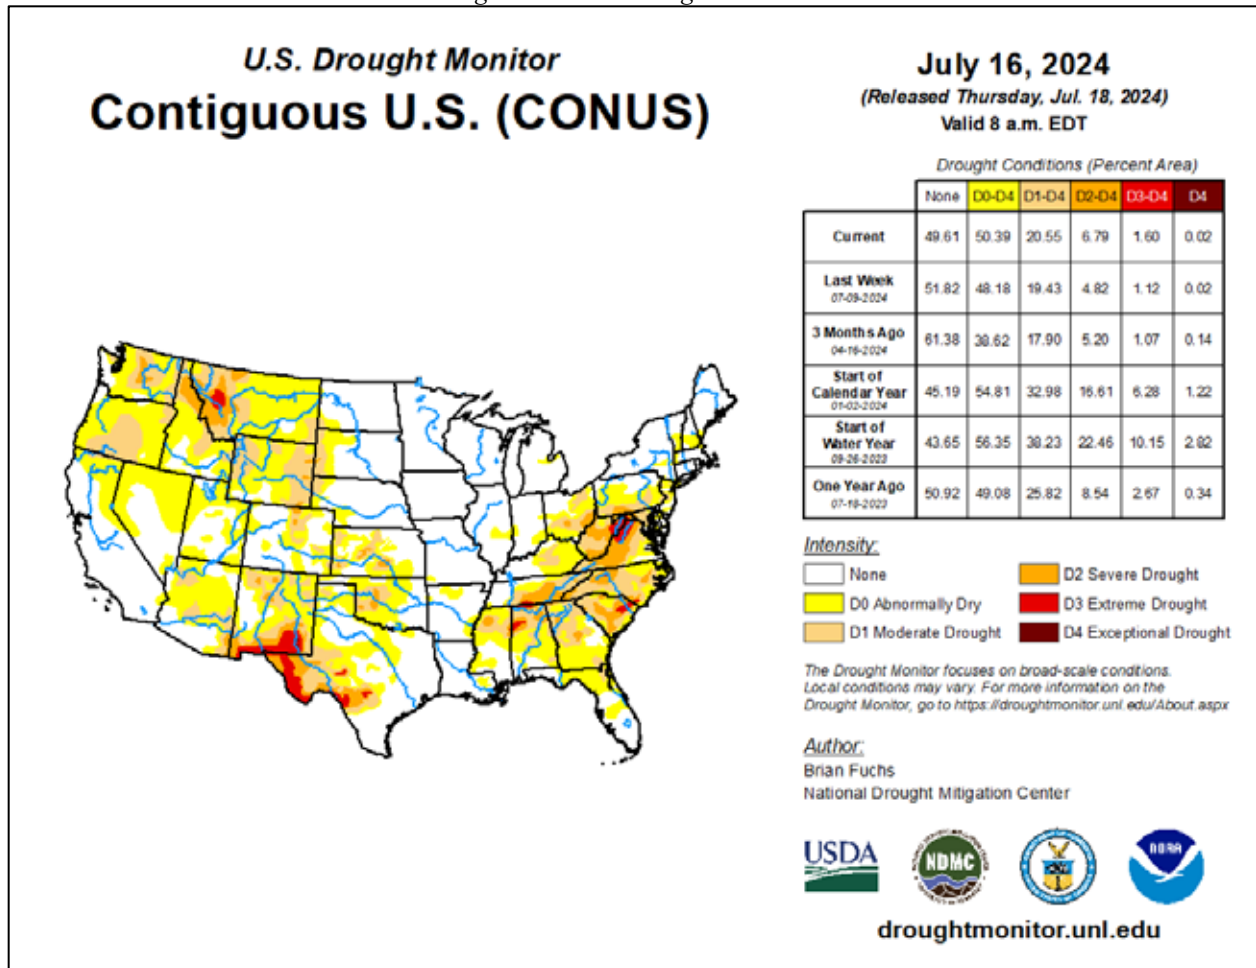 U.S. Drought Monitor
Contiguous U.S. (CONUS)
July 16, 2024
(Released Thursday, Jul. 18, 2024)
Valid 8 a.m. EDT
Drought Conditions (Percent Area)
None D0-D4 D1-D4 D2-D4 D3-D4 D4
Current 49.61 50.39 20.55 6.79 1.60 0.02
Last Week
07-09-2024 51.82 48.18 19.43 4.82 1.12 0.02
3 Months Ago
04-16-2024 61.38 38.62 17.90 5.20 1.07 0.14
Start of
Calendar Year
01-02-2024 45.19 54.81 32.98 16.61 6.28 1.22
Start of
Water Year
09-26-2023 43.65 56.35 38.23 22.46 10.15 2.82
One Year Ago
07-18-2023 50.92 49.08 25.82 8.54 2.67 0.34
Intensity:
None
D0 Abnormally Dry
D1 Moderate Drought
D2 Severe Drought
D3 Extreme Drought
D4 Exceptional Drought
The Drought Monitor focuses on broad-scale conditions.
Local conditions may vary. For more information on the
Drought Monitor, go to https://droughtmonitor.unl.edu/About.aspx
Author:
Brian Fuchs
National Drought Mitigation Center
USDA
NDMC
NOAA
droughtmonitor.unl.edu